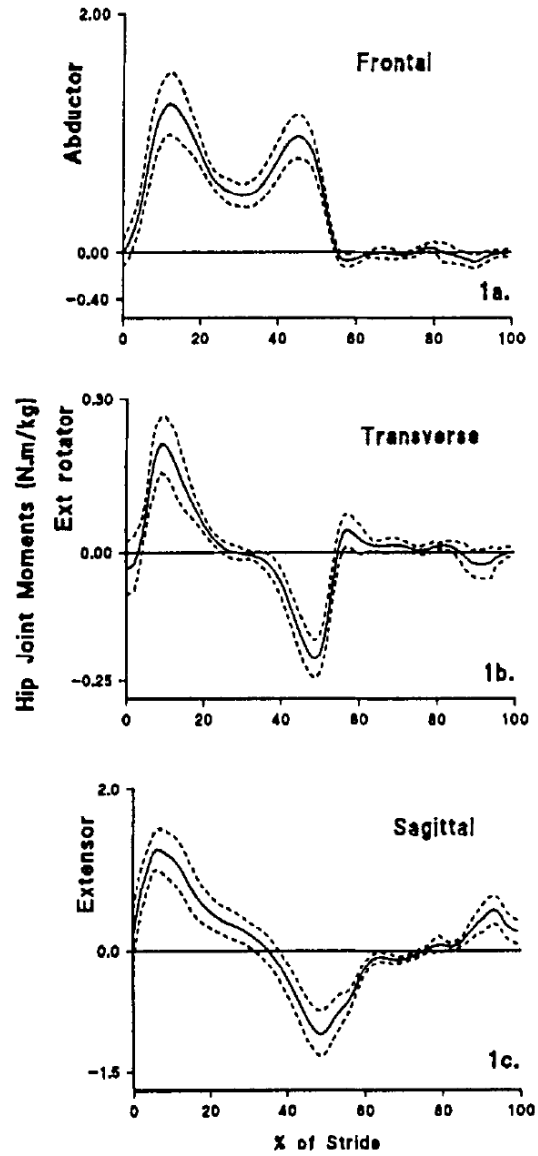 2.00
Frontal
Abductor
0.00
-0.40
1a.
0 20 40 60 80 100
0.30
Transverse
Ext rotator
0.00
-0.25
1b.
0 20 40 60 80 100
Hip Joint Moments (N.m/kg)
2.0
Sagittal
Extensor
0.0
-1.5
1c.
0 20 40 60 80 100
% of Stride